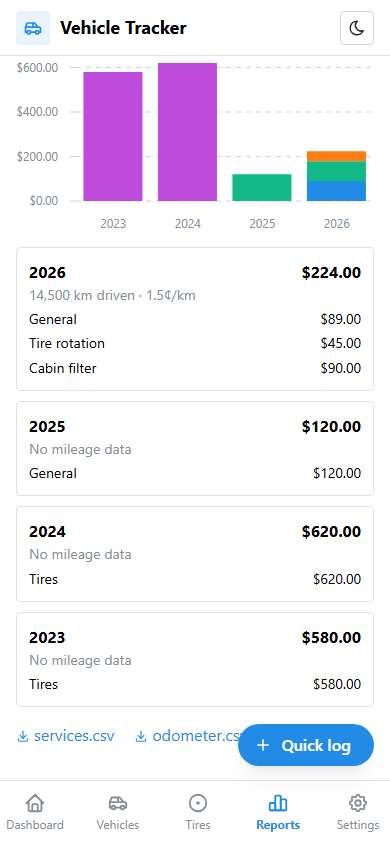 Vehicle Tracker
$600.00
$400.00
$200.00
$0.00
2023 2024 2025 2026
2026 $224.00
14,500 km driven · 1.5¢/km
General $89.00
Tire rotation $45.00
Cabin filter $90.00
2025 $120.00
No mileage data
General $120.00
2024 $620.00
No mileage data
Tires $620.00
2023 $580.00
No mileage data
Tires $580.00
services.csv odometer.cs
Quick log
Dashboard Vehicles Tires Reports Settings